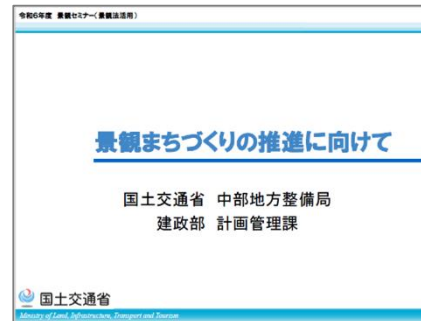 令和6年度 景観セミナー(景観法活用)
景観まちづくりの推進に向けて
国土交通省 中部地方整備局
建政部 計画管理課
国土交通省
Ministry of Land, Infrastructure, Transport and Tourism